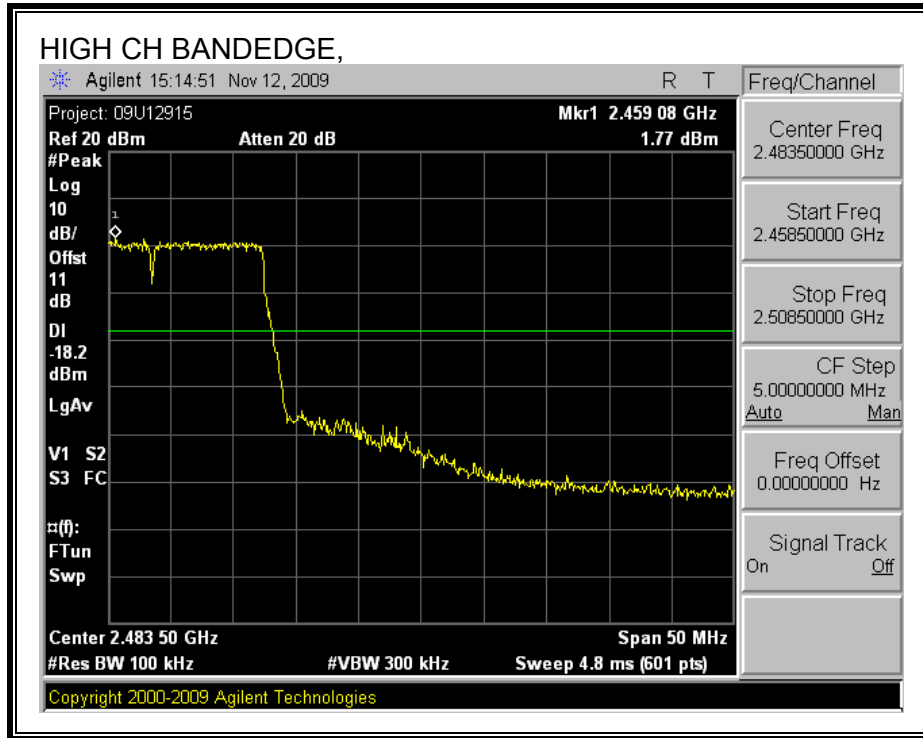 HIGH CH BANDEDGE,
Agilent 15:14:51 Nov 12, 2009 R T
Project: 09U12915 Mkr1 2.459 08 GHz
Ref 20 dBm Atten 20 dB 1.77 dBm
#Peak
Log
10
dB/
Offst
11
dB
DI
-18.2
dBm
LgAv
V1 S2
S3 FC
¤(f):
FTun
Swp
1
Center 2.483 50 GHz Span 50 MHz
#Res BW 100 kHz #VBW 300 kHz Sweep 4.8 ms (601 pts)
Copyright 2000-2009 Agilent Technologies
Freq/Channel
Center Freq
2.48350000 GHz
Start Freq
2.45850000 GHz
Stop Freq
2.50850000 GHz
CF Step
5.00000000 MHz
Auto Man
Freq Offset
0.00000000 Hz
Signal Track
On Off